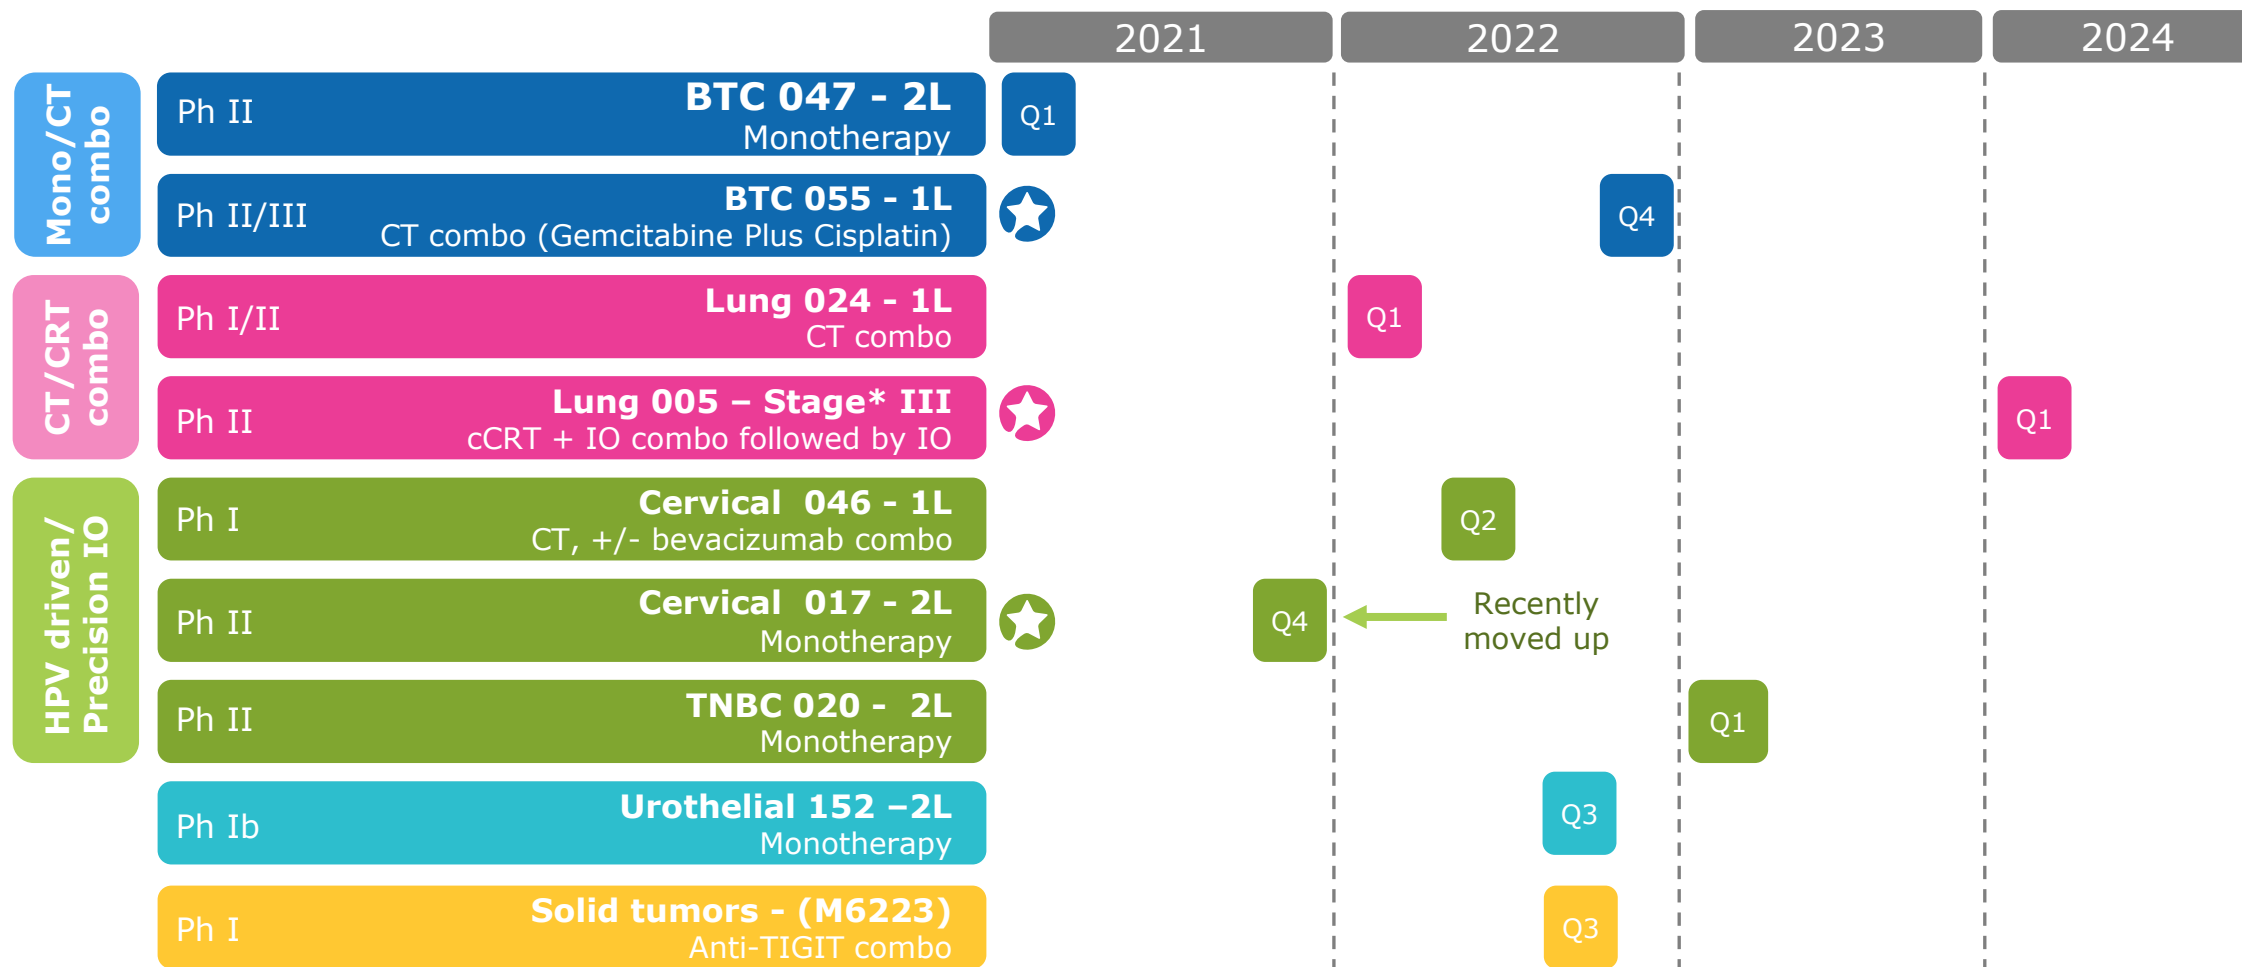 2021
2022
2023
2024
Mono/CT
combo
Ph II
BTC 047 - 2L
Monotherapy
Q1
Ph II/III
BTC 055 - 1L
CT combo (Gemcitabine Plus Cisplatin)
Q4
CT/CRT
combo
Ph I/II
Lung 024 - 1L
CT combo
Q1
Ph II
Lung 005 – Stage* III
cCRT + IO combo followed by IO
Q1
HPV driven/
Precision IO
Ph I
Cervical 046 - 1L
CT, +/- bevacizumab combo
Q2
Ph II
Cervical 017 - 2L
Monotherapy
Q4
Recently
moved up
Ph II
TNBC 020 - 2L
Monotherapy
Q1
Ph Ib
Urothelial 152 –2L
Monotherapy
Q3
Ph I
Solid tumors - (M6223)
Anti-TIGIT combo
Q3